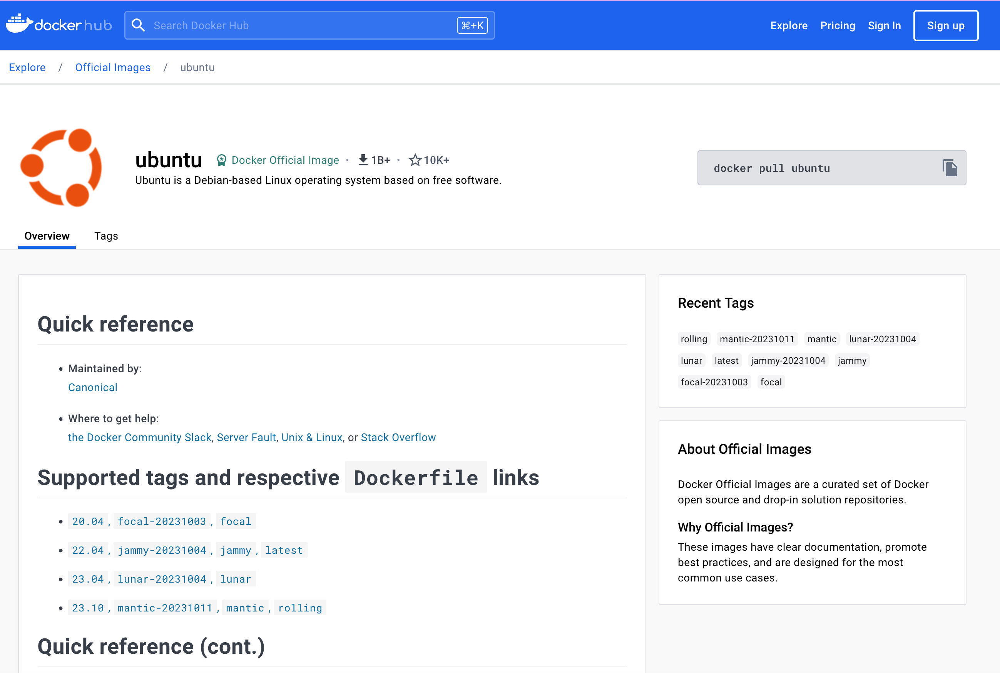 docker hub
Search Docker Hub
⌘+K
Explore
Pricing
Sign In
Sign up
Explore / Official Images / ubuntu
ubuntu Docker Official Image • 1B+ • 10K+
Ubuntu is a Debian-based Linux operating system based on free software.
docker pull ubuntu
Overview
Tags
Quick reference
• Maintained by:
Canonical
• Where to get help:
the Docker Community Slack, Server Fault, Unix & Linux, or Stack Overflow
Supported tags and respective Dockerfile links
• 20.04, focal-20231003, focal
• 22.04, jammy-20231004, jammy, latest
• 23.04, lunar-20231004, lunar
• 23.10, mantic-20231011, mantic, rolling
Quick reference (cont.)
Recent Tags
rolling mantic-20231011 mantic lunar-20231004
lunar latest jammy-20231004 jammy
focal-20231003 focal
About Official Images
Docker Official Images are a curated set of Docker
open source and drop-in solution repositories.
Why Official Images?
These images have clear documentation, promote
best practices, and are designed for the most
common use cases.